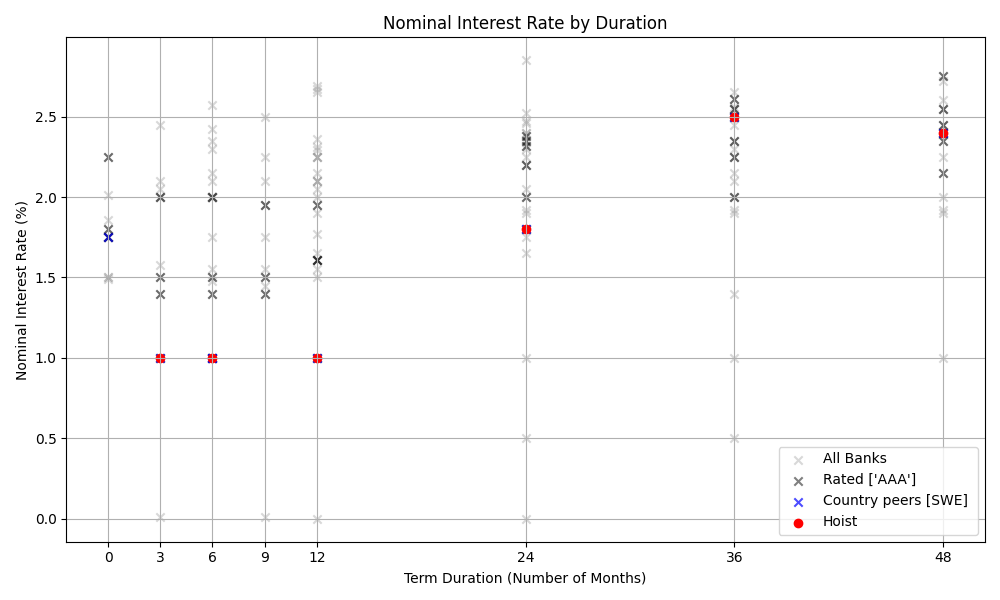 Nominal Interest Rate by Duration
Nominal Interest Rate (%)
2.5
2.0
1.5
1.0
0.5
0.0
0 3 6 9 12 24 36 48
Term Duration (Number of Months)
All Banks
Rated ['AAA']
Country peers [SWE]
Hoist